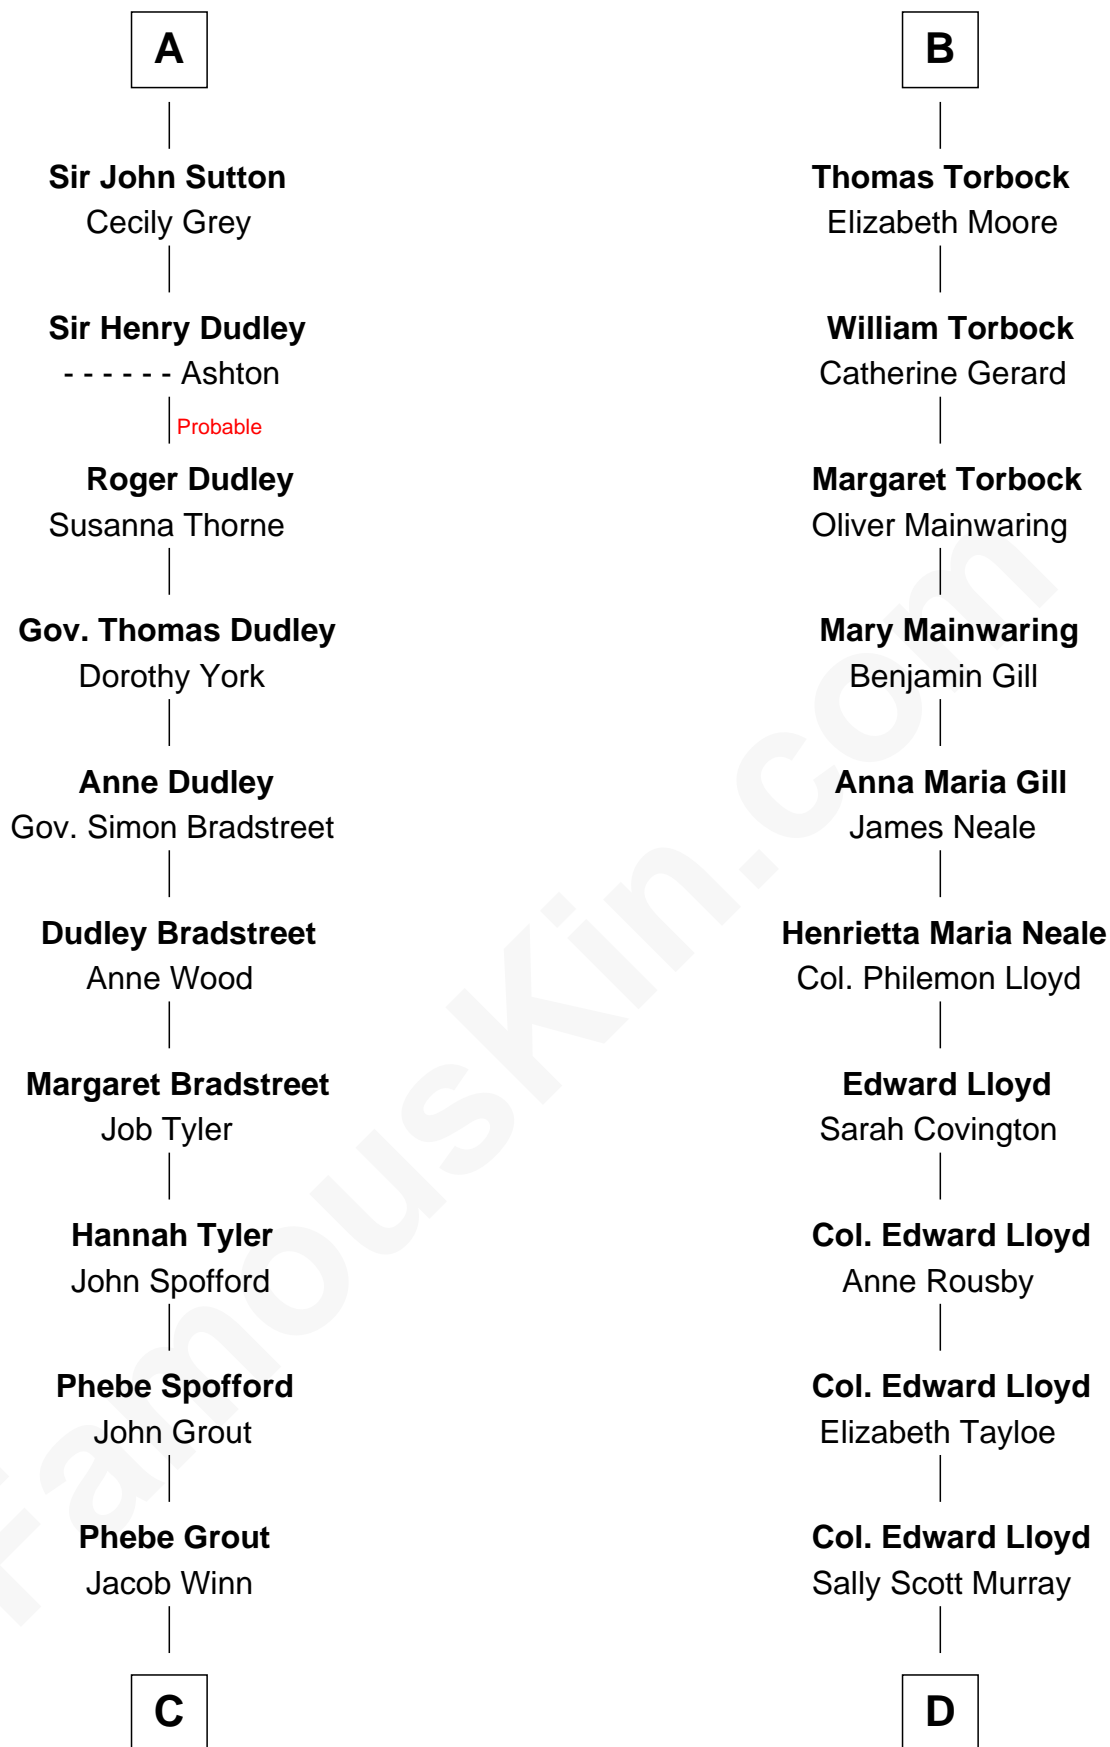 A
Sir John Sutton
Cecily Grey
Sir Henry Dudley
- - - - - - Ashton
Probable
Roger Dudley
Susanna Thorne
Gov. Thomas Dudley
Dorothy York
Anne Dudley
Gov. Simon Bradstreet
Dudley Bradstreet
Anne Wood
Margaret Bradstreet
Job Tyler
Hannah Tyler
John Spofford
Phebe Spofford
John Grout
Phebe Grout
Jacob Winn
C
B
Thomas Torbock
Elizabeth Moore
William Torbock
Catherine Gerard
Margaret Torbock
Oliver Mainwaring
Mary Mainwaring
Benjamin Gill
Anna Maria Gill
James Neale
Henrietta Maria Neale
Col. Philemon Lloyd
Edward Lloyd
Sarah Covington
Col. Edward Lloyd
Anne Rousby
Col. Edward Lloyd
Elizabeth Tayloe
Col. Edward Lloyd
Sally Scott Murray
D
FamousKin.com